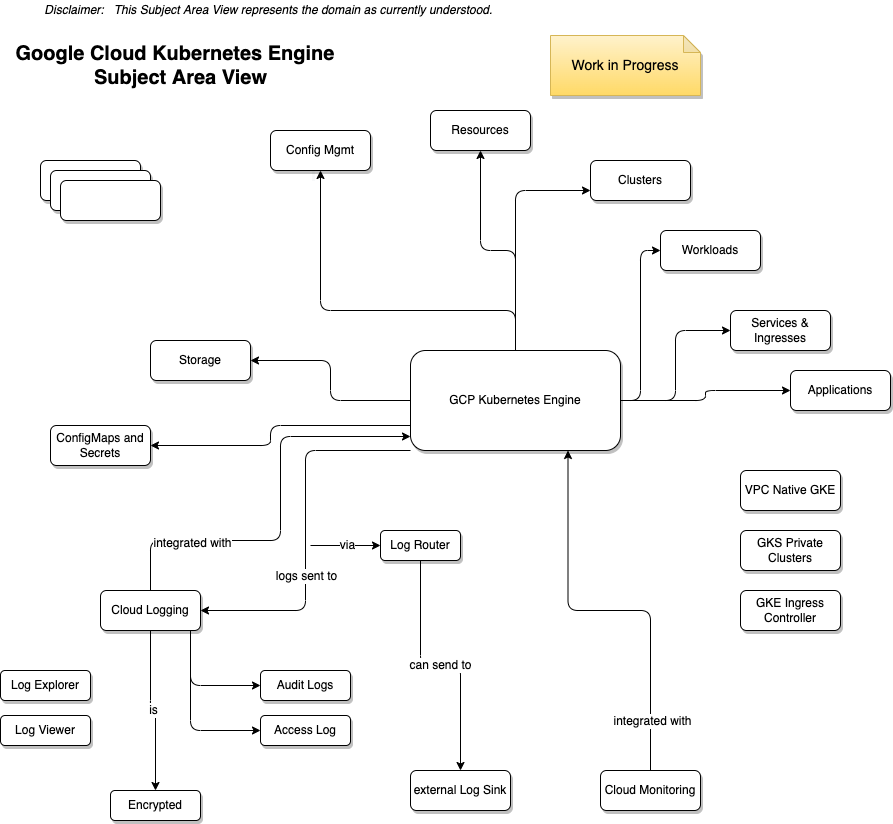 Disclaimer: This Subject Area View represents the domain as currently understood.
Google Cloud Kubernetes Engine
Subject Area View
Work in Progress
Resources
Config Mgmt
Clusters
Workloads
Services &
Ingresses
Storage
Applications
GCP Kubernetes Engine
ConfigMaps and
Secrets
VPC Native GKE
integrated with
via
Log Router
GKS Private
Clusters
logs sent to
Cloud Logging
GKE Ingress
Controller
can send to
Log Explorer
Audit Logs
is
integrated with
Log Viewer
Access Log
external Log Sink
Cloud Monitoring
Encrypted